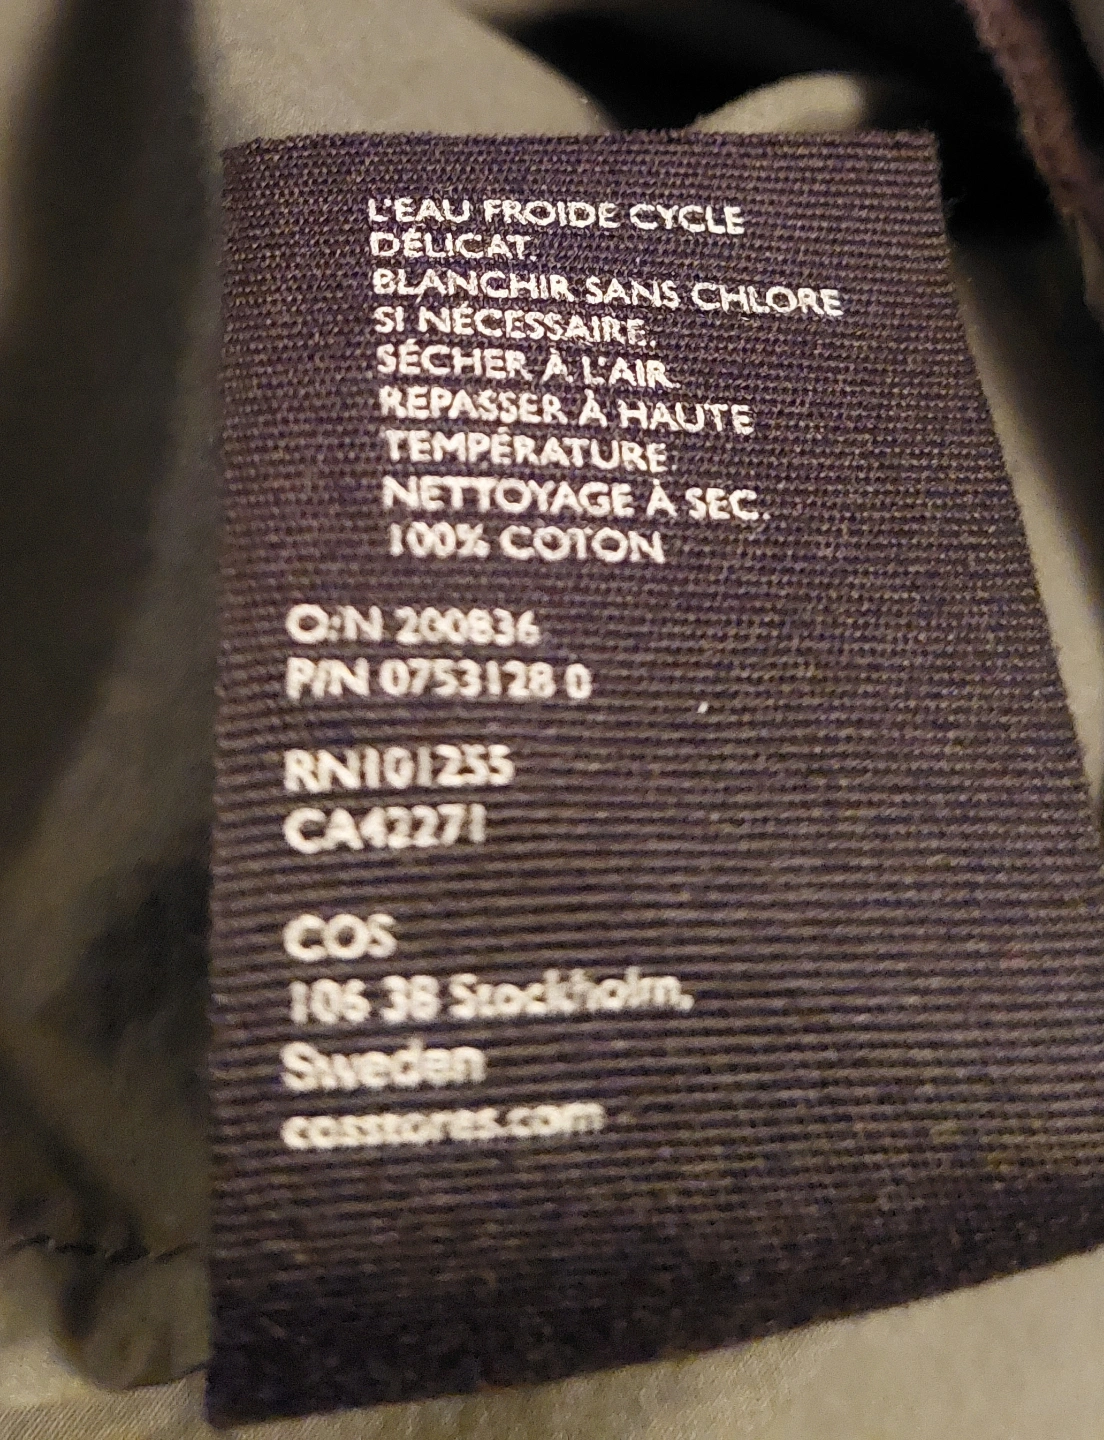 L'EAU FROIDE CYCLE
DÉLICAT.
BLANCHIR SANS CHLORE
SI NÉCESSAIRE.
SÉCHER À L'AIR.
REPASSER À HAUTE
TEMPÉRATURE.
NETTOYAGE À SEC.
100% COTON
O:N 200836
P/N 0753128 0
RN101255
CA42271
COS
106 38 Stockholm,
Sweden
cosstores.com